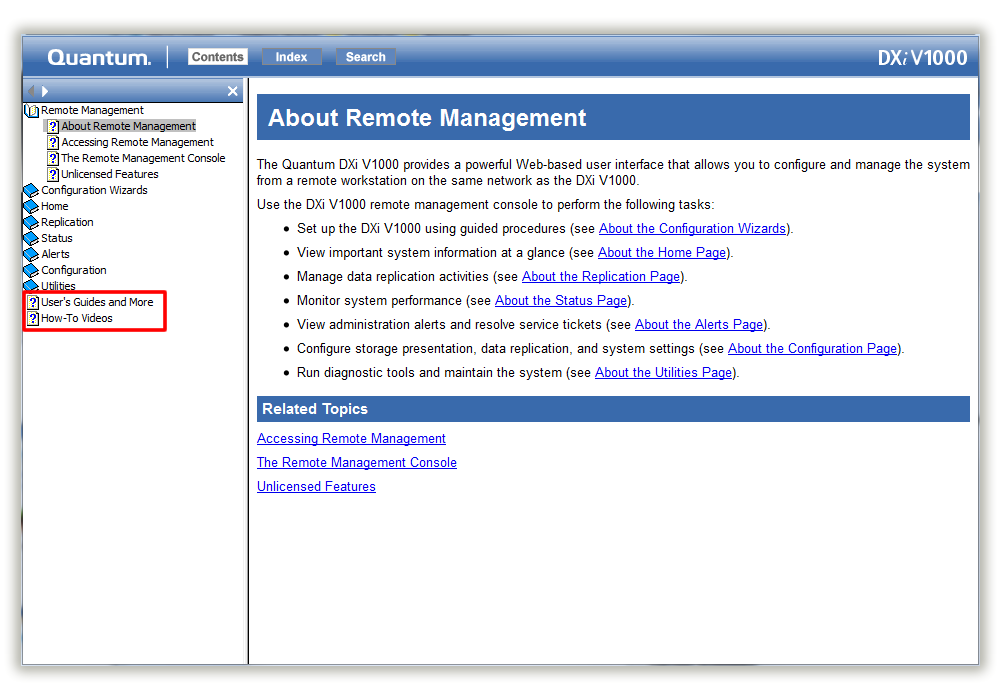 Quantum. Contents Index Search DXi V1000
Remote Management
About Remote Management
Accessing Remote Management
The Remote Management Console
Unlicensed Features
Configuration Wizards
Home
Replication
Status
Alerts
Configuration
Utilities
User's Guides and More
How-To Videos
About Remote Management
The Quantum DXi V1000 provides a powerful Web-based user interface that allows you to configure and manage the system
from a remote workstation on the same network as the DXi V1000.
Use the DXi V1000 remote management console to perform the following tasks:
• Set up the DXi V1000 using guided procedures (see About the Configuration Wizards).
• View important system information at a glance (see About the Home Page).
• Manage data replication activities (see About the Replication Page).
• Monitor system performance (see About the Status Page).
• View administration alerts and resolve service tickets (see About the Alerts Page).
• Configure storage presentation, data replication, and system settings (see About the Configuration Page).
• Run diagnostic tools and maintain the system (see About the Utilities Page).
Related Topics
Accessing Remote Management
The Remote Management Console
Unlicensed Features